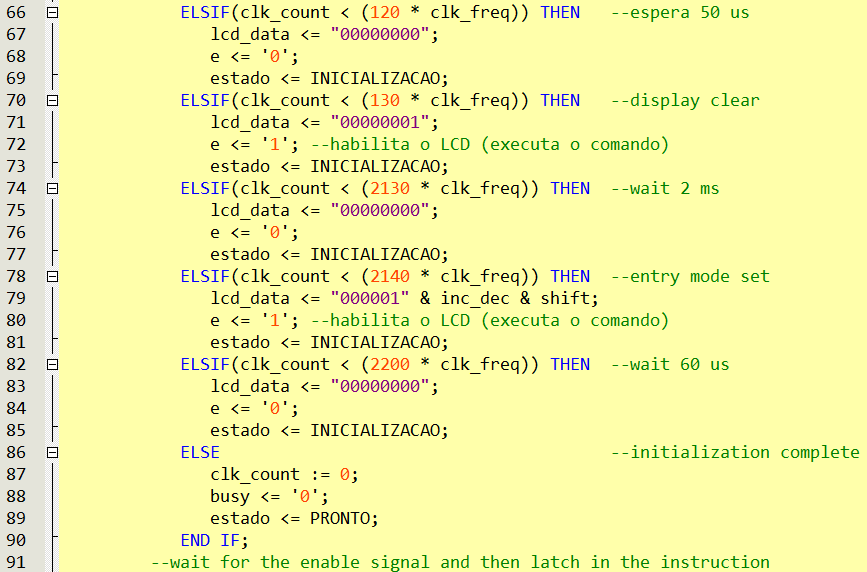 66 ELSIF(clk_count < (120 * clk_freq)) THEN   --espera 50 us
67 lcd_data <= "00000000";
68 e <= '0';
69 estado <= INICIALIZACAO;
70 ELSIF(clk_count < (130 * clk_freq)) THEN   --display clear
71 lcd_data <= "00000001";
72 e <= '1'; --habilita o LCD (executa o comando)
73 estado <= INICIALIZACAO;
74 ELSIF(clk_count < (2130 * clk_freq)) THEN  --wait 2 ms
75 lcd_data <= "00000000";
76 e <= '0';
77 estado <= INICIALIZACAO;
78 ELSIF(clk_count < (2140 * clk_freq)) THEN  --entry mode set
79 lcd_data <= "000001" & inc_dec & shift;
80 e <= '1'; --habilita o LCD (executa o comando)
81 estado <= INICIALIZACAO;
82 ELSIF(clk_count < (2200 * clk_freq)) THEN  --wait 60 us
83 lcd_data <= "00000000";
84 e <= '0';
85 estado <= INICIALIZACAO;
86 ELSE                                       --initialization complete
87 clk_count := 0;
88 busy <= '0';
89 estado <= PRONTO;
90 END IF;
91 --wait for the enable signal and then latch in the instruction